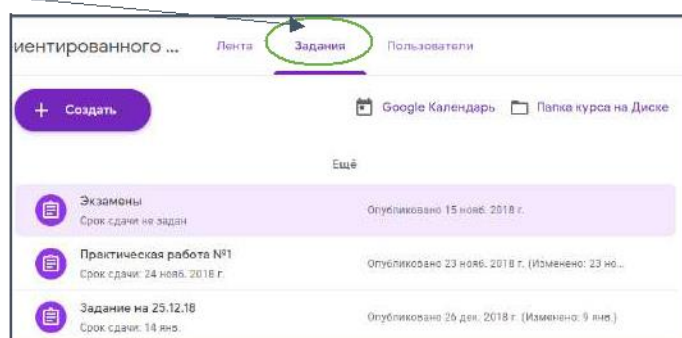 иентированного ... Лента Задания Пользователи
+ Создать Google Календарь Папка курса на Диске
Ещё
Экзамены Опубликовано 15 нояб. 2018 г.
Срок сдачи не задан
Практическая работа №1 Опубликовано 23 нояб. 2018 г. (Изменено: 23 но...
Срок сдачи: 24 нояб. 2018 г.
Задание на 25.12.18 Опубликовано 26 дек. 2018 г. (Изменено: 9 янв.)
Срок сдачи: 14 янв.